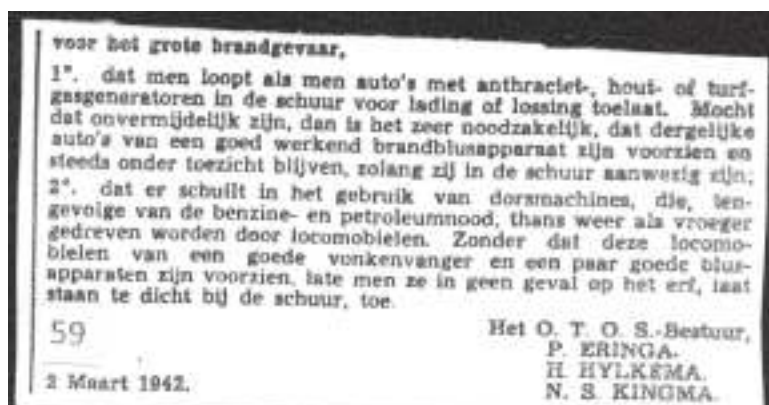 voor het grote brandgevaar,
1°. dat men loopt als men auto's met anthraciet-, hout- of turf-
gasgeneratoren in de schuur voor lading of lossing toelaat. Mocht
dat onvermijdelijk zijn, dan is het zeer noodzakelijk, dat dergelijke
auto's van een goed werkend brandblusapparaat zijn voorzien en
steeds onder toezicht blijven, zolang zij in de schuur aanwezig zijn;
2°. dat er schuilt in het gebruik van dorsmachines, die, ten-
gevolge van de benzine- en petroleumnood, thans weer als vroeger
gedreven worden door locomobielen. Zonder dat deze locomo-
bielen van een goede vonkenvanger en een paar goede blus-
apparaten zijn voorzien, late men ze in geen geval op het erf, laat
staan te dicht bij de schuur, toe.
59
Het O. T. O. S.-Bestuur,
P. ERINGA.
H. HYLKEMA.
2 Maart 1942.
N. S. KINGMA.